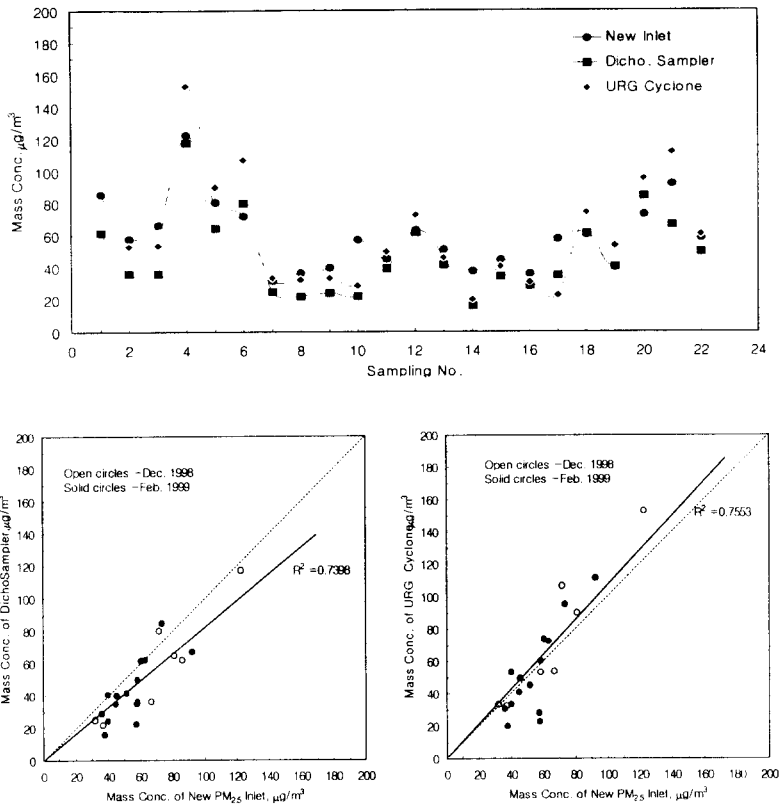 200
180
160
140
120
100
80
60
40
20
0
Mass Conc. μg/m³
New Inlet
Dicho. Sampler
URG Cyclone
0 2 4 6 8 10 12 14 16 18 20 22 24
Sampling No.
200
180
160
140
120
100
80
60
40
20
0
Mass Conc. of DichoSampler, μg/m³
Open circles -Dec. 1998
Solid circles -Feb. 1999
R² =0.7398
0 20 40 60 80 100 120 140 160 180 200
Mass Conc. of New PM₂₅ Inlet, μg/m³
200
180
160
140
120
100
80
60
40
20
0
Mass Conc. of URG Cyclone, μg/m³
Open circles -Dec. 1998
Solid circles -Feb. 1999
R² =0.7553
0 20 40 60 80 100 120 140 160 180 200
Mass Conc. of New PM₂₅ Inlet, μg/m³